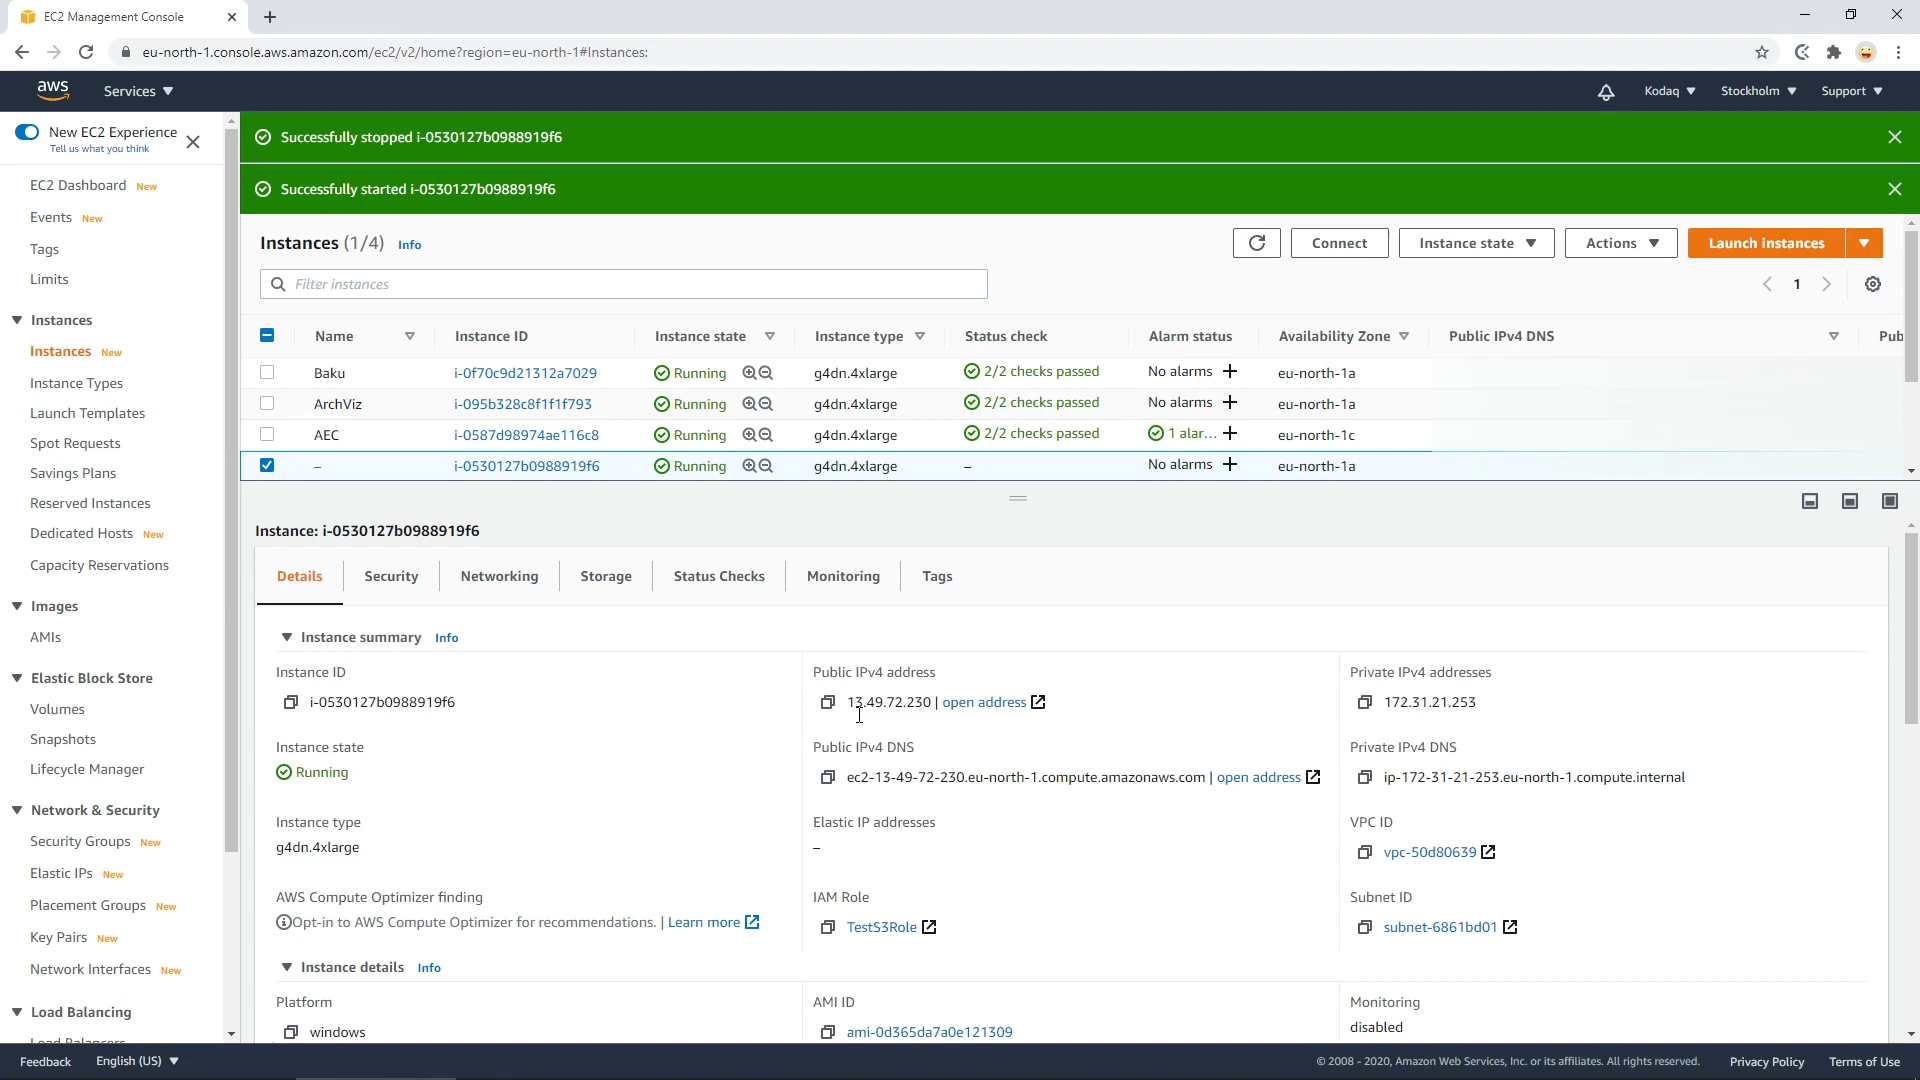 EC2 Management Console
eu-north-1.console.aws.amazon.com/ec2/v2/home?region=eu-north-1#Instances:
aws
Services
Kodaq
Stockholm
Support
New EC2 Experience
Tell us what you think
EC2 Dashboard New
Events New
Tags
Limits
Instances
Instances New
Instance Types
Launch Templates
Spot Requests
Savings Plans
Reserved Instances
Dedicated Hosts New
Capacity Reservations
Images
AMIs
Elastic Block Store
Volumes
Snapshots
Lifecycle Manager
Network & Security
Security Groups New
Elastic IPs New
Placement Groups New
Key Pairs New
Network Interfaces New
Load Balancing
Load Balancers
Successfully stopped i-0530127b0988919f6
Successfully started i-0530127b0988919f6
Instances (1/4) Info
Connect
Instance state
Actions
Launch instances
Filter instances
1
Name Instance ID Instance state Instance type Status check Alarm status Availability Zone Public IPv4 DNS Pub
Baku i-0f70c9d21312a7029 Running g4dn.4xlarge 2/2 checks passed No alarms + eu-north-1a
ArchViz i-095b328c8f1f1f793 Running g4dn.4xlarge 2/2 checks passed No alarms + eu-north-1a
AEC i-0587d98974ae116c8 Running g4dn.4xlarge 2/2 checks passed 1 alar... + eu-north-1c
– i-0530127b0988919f6 Running g4dn.4xlarge – No alarms + eu-north-1a
Instance: i-0530127b0988919f6
Details Security Networking Storage Status Checks Monitoring Tags
Instance summary Info
Instance ID
i-0530127b0988919f6
Public IPv4 address
13.49.72.230 | open address
Private IPv4 addresses
172.31.21.253
Instance state
Running
Public IPv4 DNS
ec2-13-49-72-230.eu-north-1.compute.amazonaws.com | open address
Private IPv4 DNS
ip-172-31-21-253.eu-north-1.compute.internal
Instance type
g4dn.4xlarge
Elastic IP addresses
–
VPC ID
vpc-50d80639
AWS Compute Optimizer finding
Opt-in to AWS Compute Optimizer for recommendations. | Learn more
IAM Role
TestS3Role
Subnet ID
subnet-6861bd01
Instance details Info
Platform
windows
AMI ID
ami-0d365da7a0e121309
Monitoring
disabled
Feedback
English (US)
© 2008 - 2020, Amazon Web Services, Inc. or its affiliates. All rights reserved.
Privacy Policy
Terms of Use